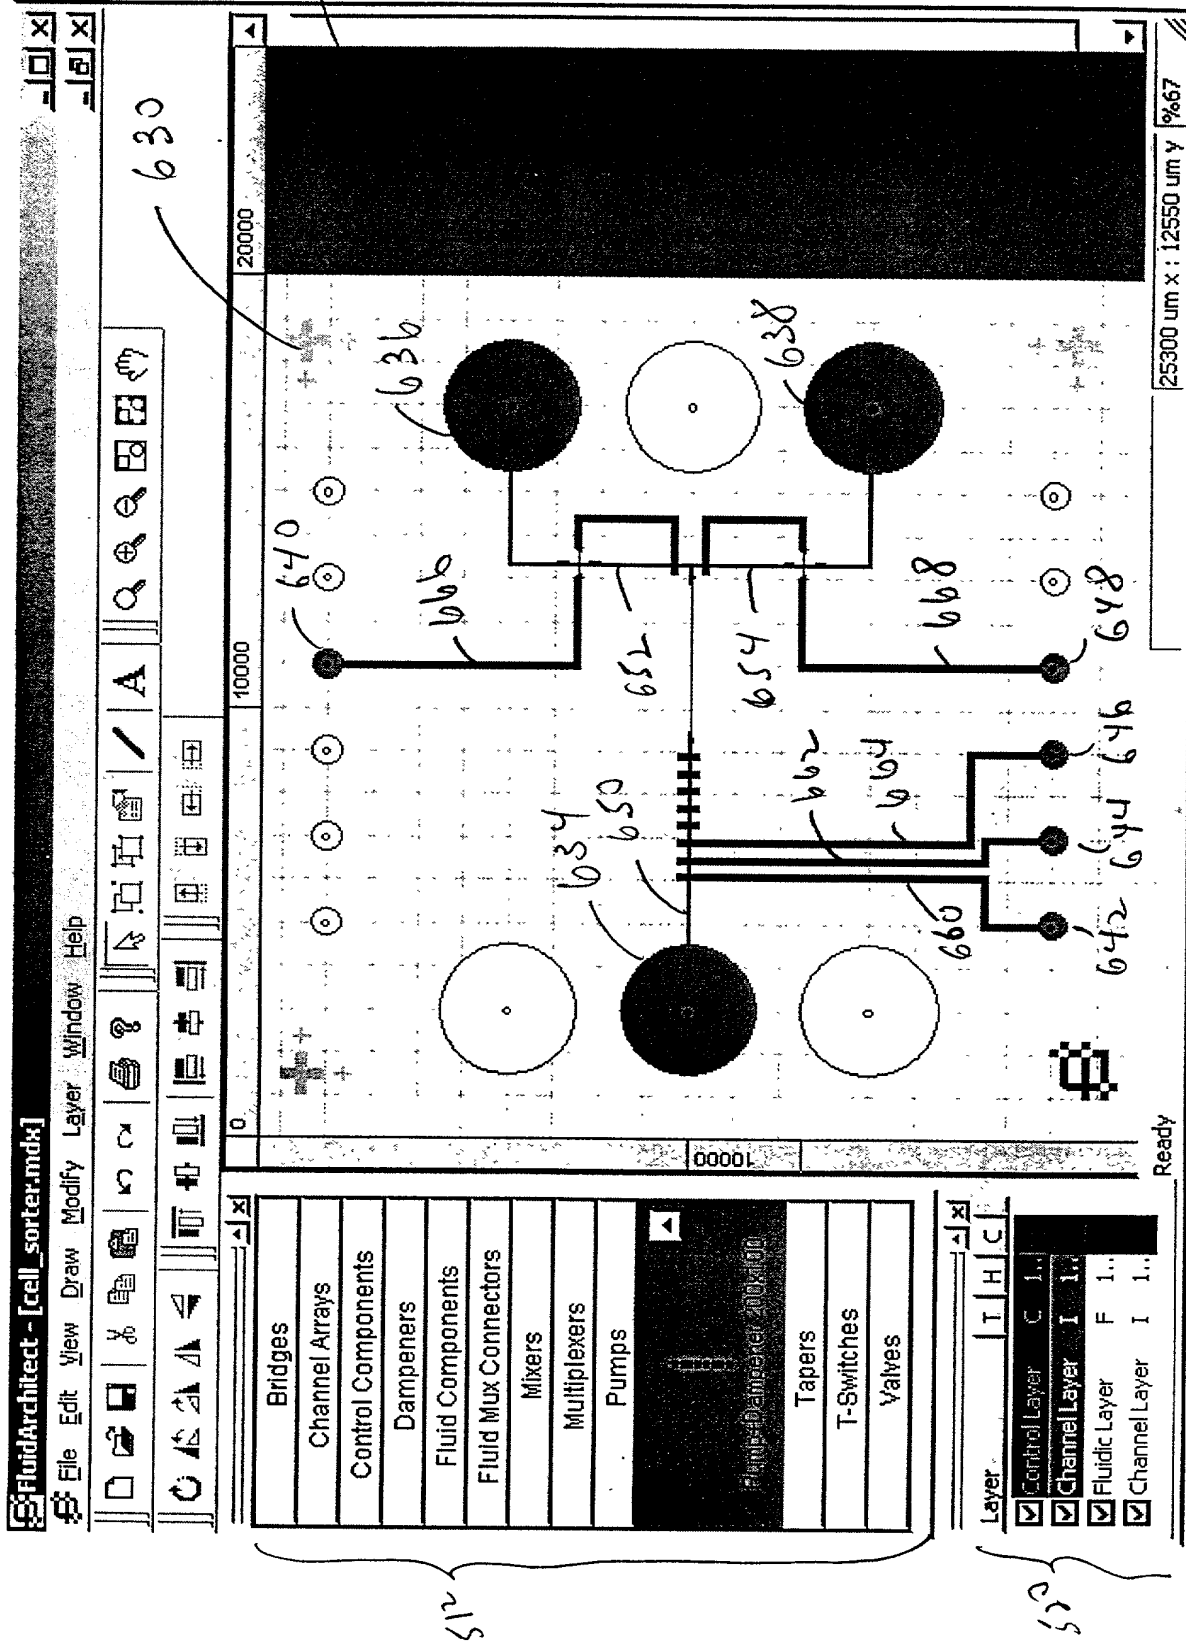 FluidArchitect - [cell_sorter.mdx]
File Edit View Draw Modify Layer Window Help
A
630
Bridges
Channel Arrays
Control Components
Dampeners
Fluid Components
Fluid Mux Connectors
Mixers
Multiplexers
Pumps
Tapers
T-Switches
Valves
512
Layer T H C
Control Layer C 1..
Channel Layer I 1..
Fluidic Layer F 1..
Channel Layer I 1..
0 10000 20000
10000
640
636
666
652
634
650
638
654
662
664
668
660
642
644
646
648
Ready
25300 um x : 12550 um y %67